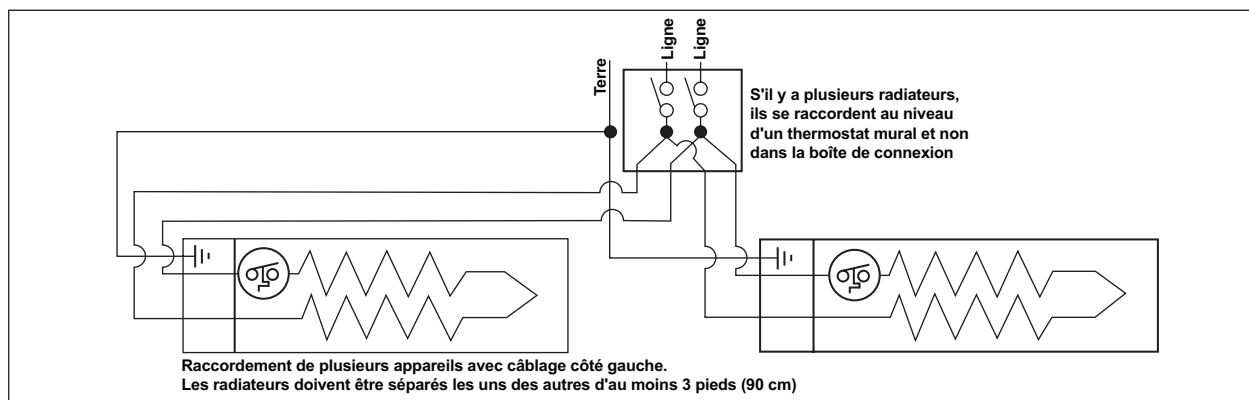 Terre
Ligne
Ligne
S'il y a plusieurs radiateurs,
ils se raccordent au niveau
d'un thermostat mural et non
dans la boîte de connexion
Raccordement de plusieurs appareils avec câblage côté gauche.
Les radiateurs doivent être séparés les uns des autres d'au moins 3 pieds (90 cm)